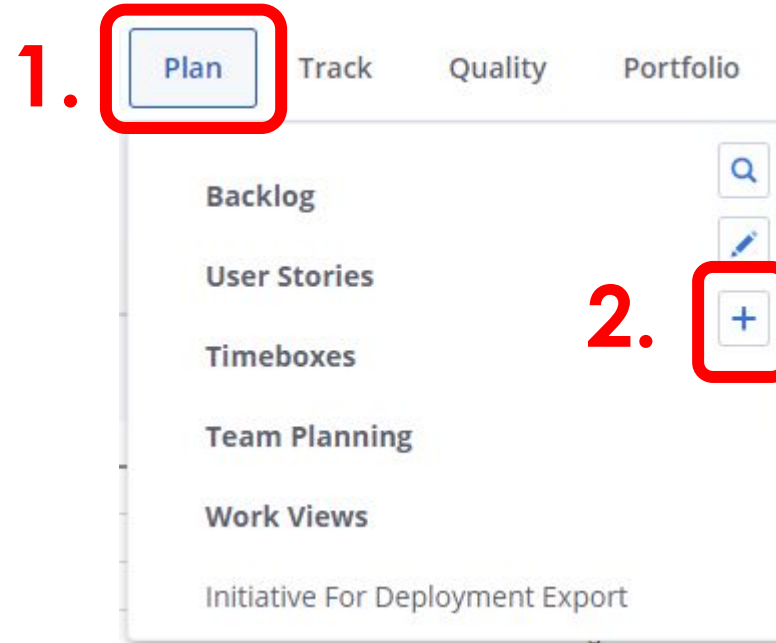 1. Plan Track Quality Portfolio
Backlog
User Stories
2. +
Timeboxes
Team Planning
Work Views
Initiative For Deployment Export